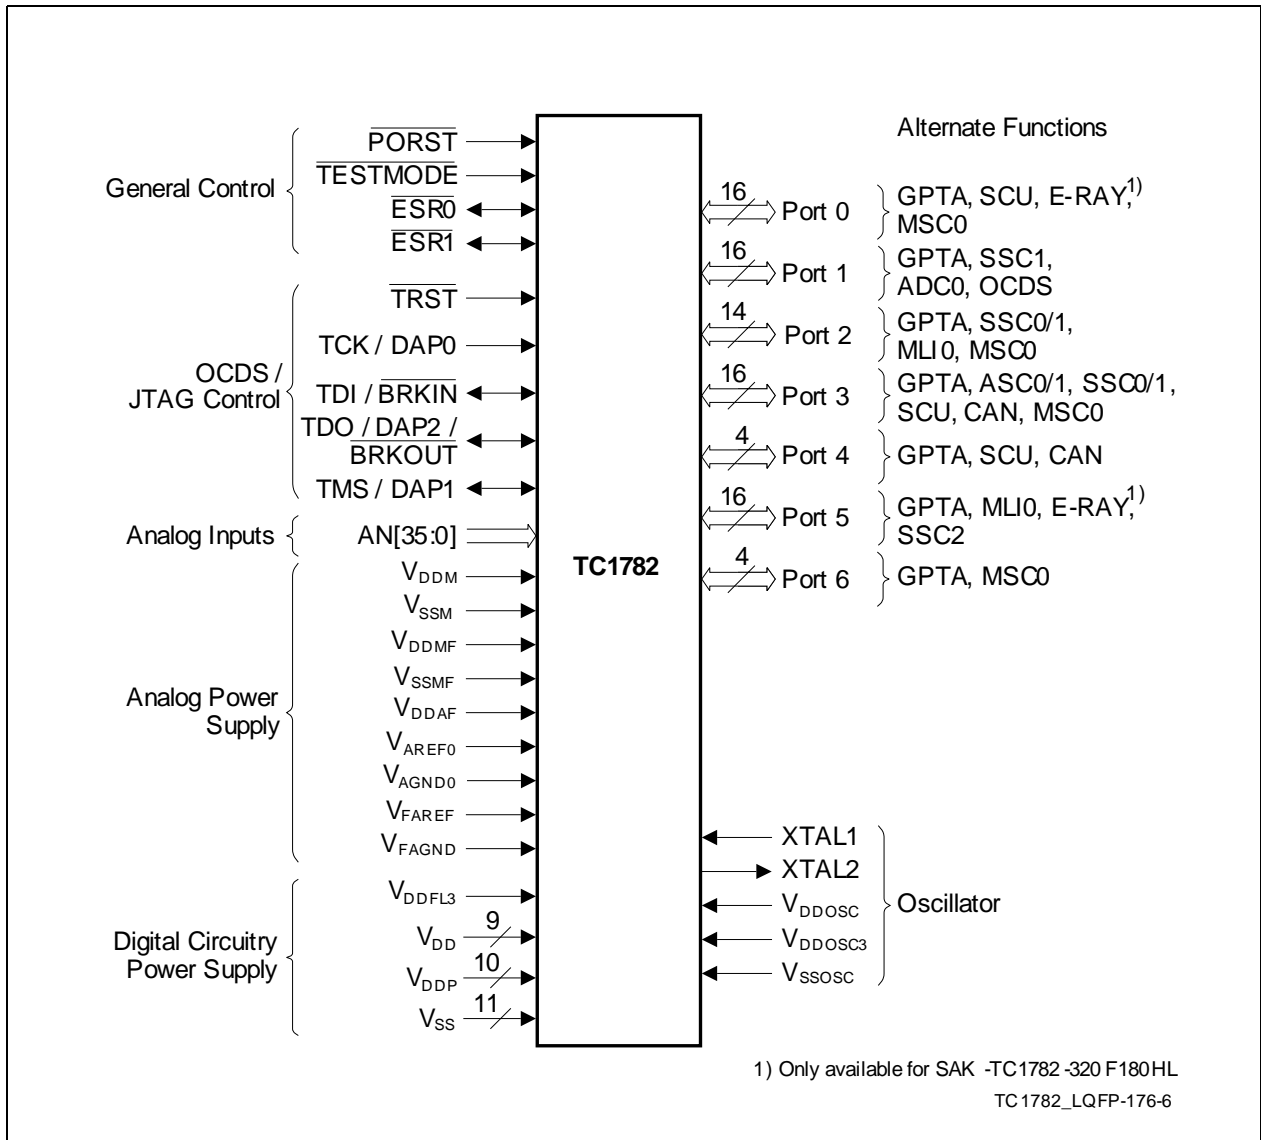 General Control
PORST
TESTMODE
ESR0
ESR1
OCDS /
JTAG Control
TRST
TCK / DAP0
TDI / BRKIN
TDO / DAP2 /
BRKOUT
TMS / DAP1
Analog Inputs
AN[35:0]
Analog Power
Supply
VDDM
VSSM
VDDMF
VSSMF
VDDAF
VAREF0
VAGND0
VFAREF
VFAGND
Digital Circuitry
Power Supply
VDDFL3
VDD 9
VDDP 10
VSS 11
TC1782
Alternate Functions
16 Port 0
GPTA, SCU, E-RAY,1)
MSC0
16 Port 1
GPTA, SSC1,
ADC0, OCDS
14 Port 2
GPTA, SSC0/1,
MLI0, MSC0
16 Port 3
GPTA, ASC0/1, SSC0/1,
SCU, CAN, MSC0
4 Port 4
GPTA, SCU, CAN
16 Port 5
GPTA, MLI0, E-RAY,1)
SSC2
4 Port 6
GPTA, MSC0
XTAL1
XTAL2
VDDOSC
VDDOSC3
VSSOSC
Oscillator
1) Only available for SAK -TC1782 -320 F180HL
TC1782_LQFP-176-6